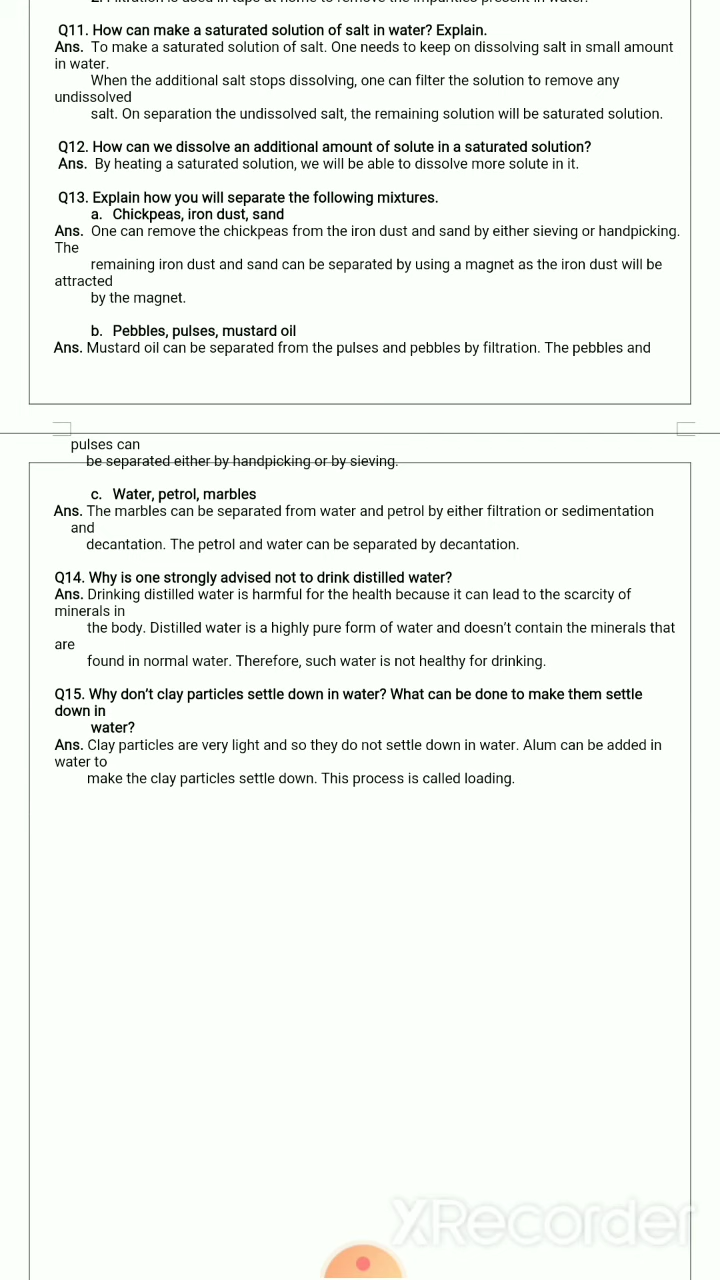 2. Filtration is used in taps at home to remove the impurities present in water.
Q11. How can make a saturated solution of salt in water? Explain.
Ans. To make a saturated solution of salt. One needs to keep on dissolving salt in small amount
in water.
When the additional salt stops dissolving, one can filter the solution to remove any
undissolved
salt. On separation the undissolved salt, the remaining solution will be saturated solution.
Q12. How can we dissolve an additional amount of solute in a saturated solution?
Ans. By heating a saturated solution, we will be able to dissolve more solute in it.
Q13. Explain how you will separate the following mixtures.
a. Chickpeas, iron dust, sand
Ans. One can remove the chickpeas from the iron dust and sand by either sieving or handpicking.
The
remaining iron dust and sand can be separated by using a magnet as the iron dust will be
attracted
by the magnet.
b. Pebbles, pulses, mustard oil
Ans. Mustard oil can be separated from the pulses and pebbles by filtration. The pebbles and
pulses can
be separated either by handpicking or by sieving.
c. Water, petrol, marbles
Ans. The marbles can be separated from water and petrol by either filtration or sedimentation
and
decantation. The petrol and water can be separated by decantation.
Q14. Why is one strongly advised not to drink distilled water?
Ans. Drinking distilled water is harmful for the health because it can lead to the scarcity of
minerals in
the body. Distilled water is a highly pure form of water and doesn't contain the minerals that
are
found in normal water. Therefore, such water is not healthy for drinking.
Q15. Why don't clay particles settle down in water? What can be done to make them settle
down in
water?
Ans. Clay particles are very light and so they do not settle down in water. Alum can be added in
water to
make the clay particles settle down. This process is called loading.
XRecorder